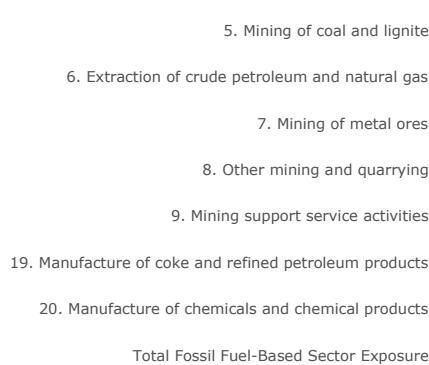 5. Mining of coal and lignite
6. Extraction of crude petroleum and natural gas
7. Mining of metal ores
8. Other mining and quarrying
9. Mining support service activities
19. Manufacture of coke and refined petroleum products
20. Manufacture of chemicals and chemical products
Total Fossil Fuel-Based Sector Exposure